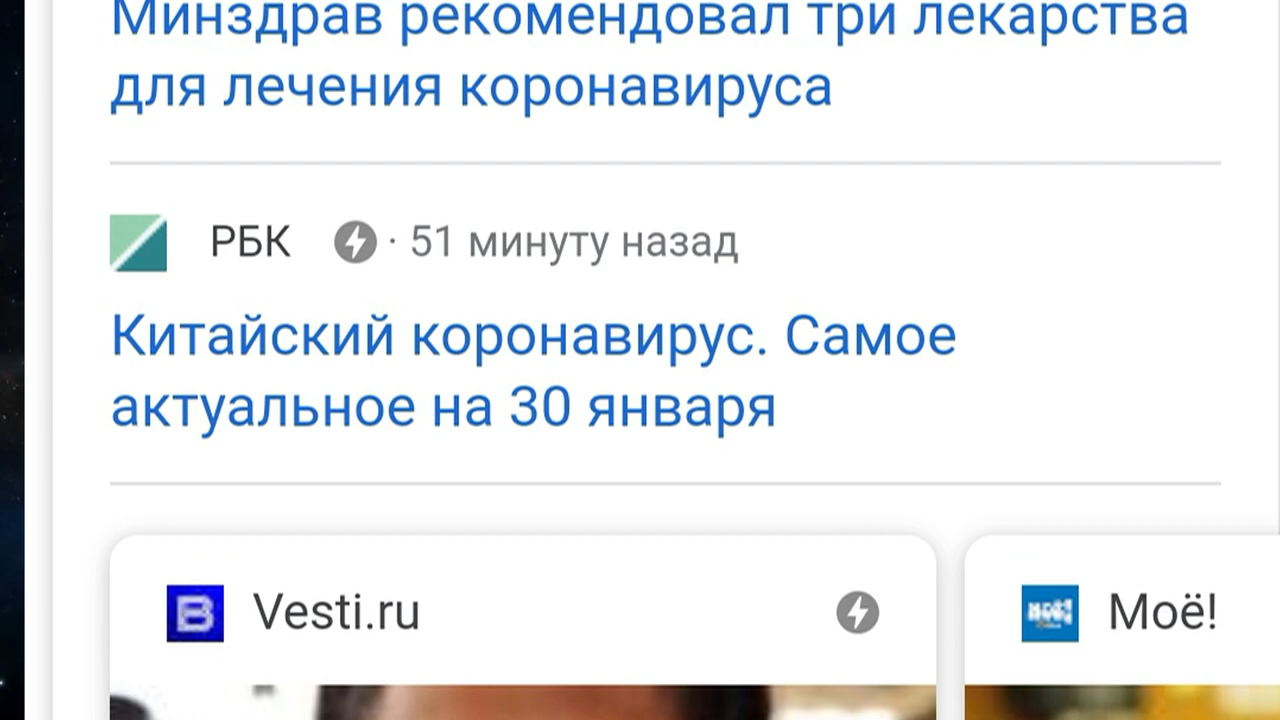 Минздрав рекомендовал три лекарства
для лечения коронавируса
РБК · 51 минуту назад
Китайский коронавирус. Самое
актуальное на 30 января
Vesti.ru
Моё!